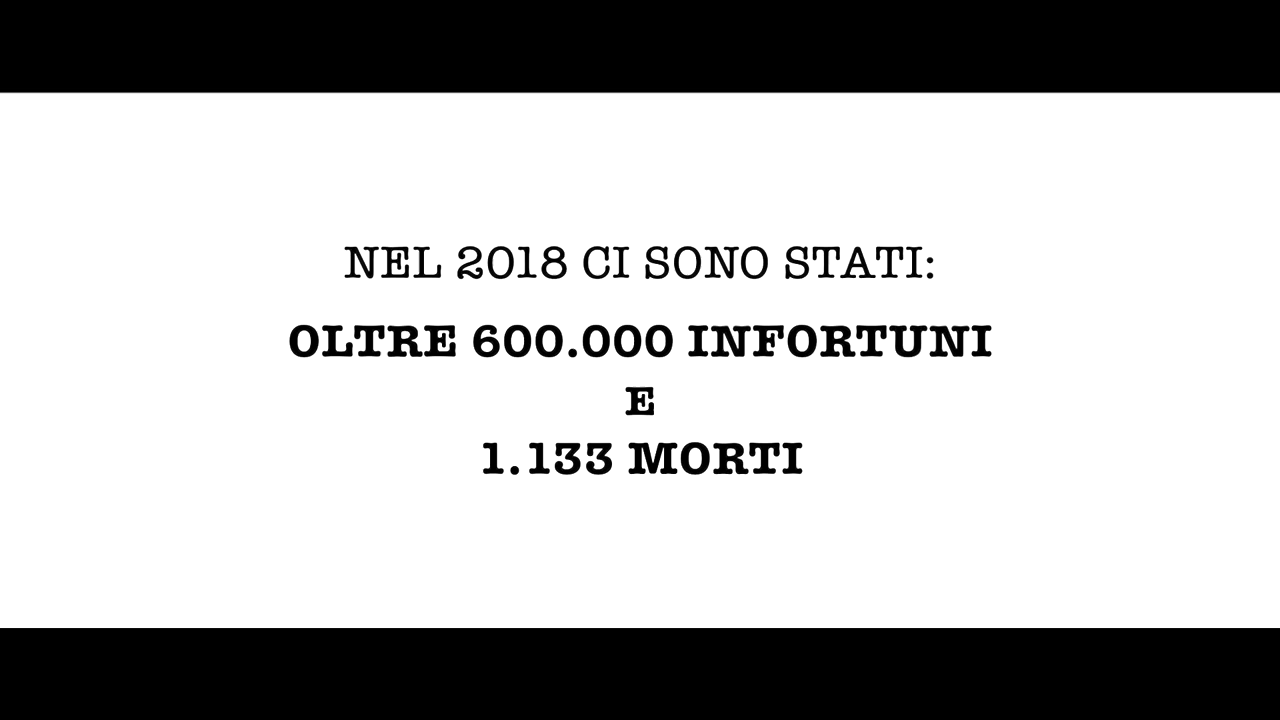 NEL 2018 CI SONO STATI:
OLTRE 600.000 INFORTUNI
E
1.133 MORTI